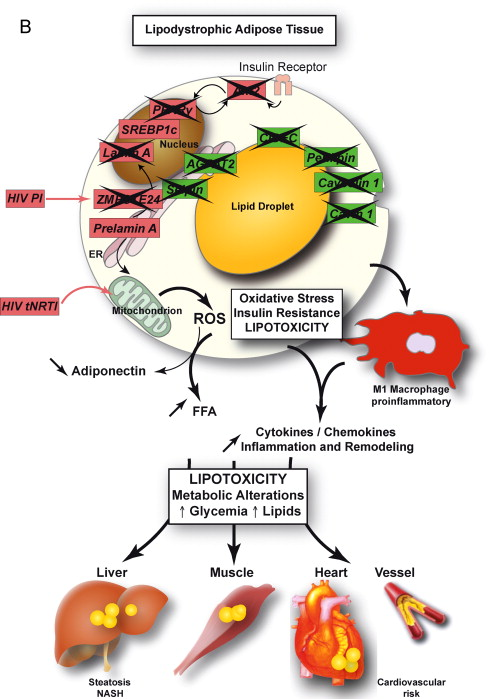 B
Lipodystrophic Adipose Tissue
Insulin Receptor
PPARγ
SREBP1c
Nucleus
Lamin A
AGPAT2
Perilipin
HIV PI
ZMPSTE24
Seipin
Caveolin 1
Cavin 1
Lipid Droplet
Prelamin A
ER
HIV tNRTI
Mitochondrion
ROS
Oxidative Stress
Insulin Resistance
LIPOTOXICITY
Adiponectin
FFA
M1 Macrophage
proinflammatory
Cytokines / Chemokines
Inflammation and Remodeling
LIPOTOXICITY
Metabolic Alterations
↑ Glycemia ↑ Lipids
Liver
Muscle
Heart
Vessel
Steatosis
NASH
Cardiovascular
risk